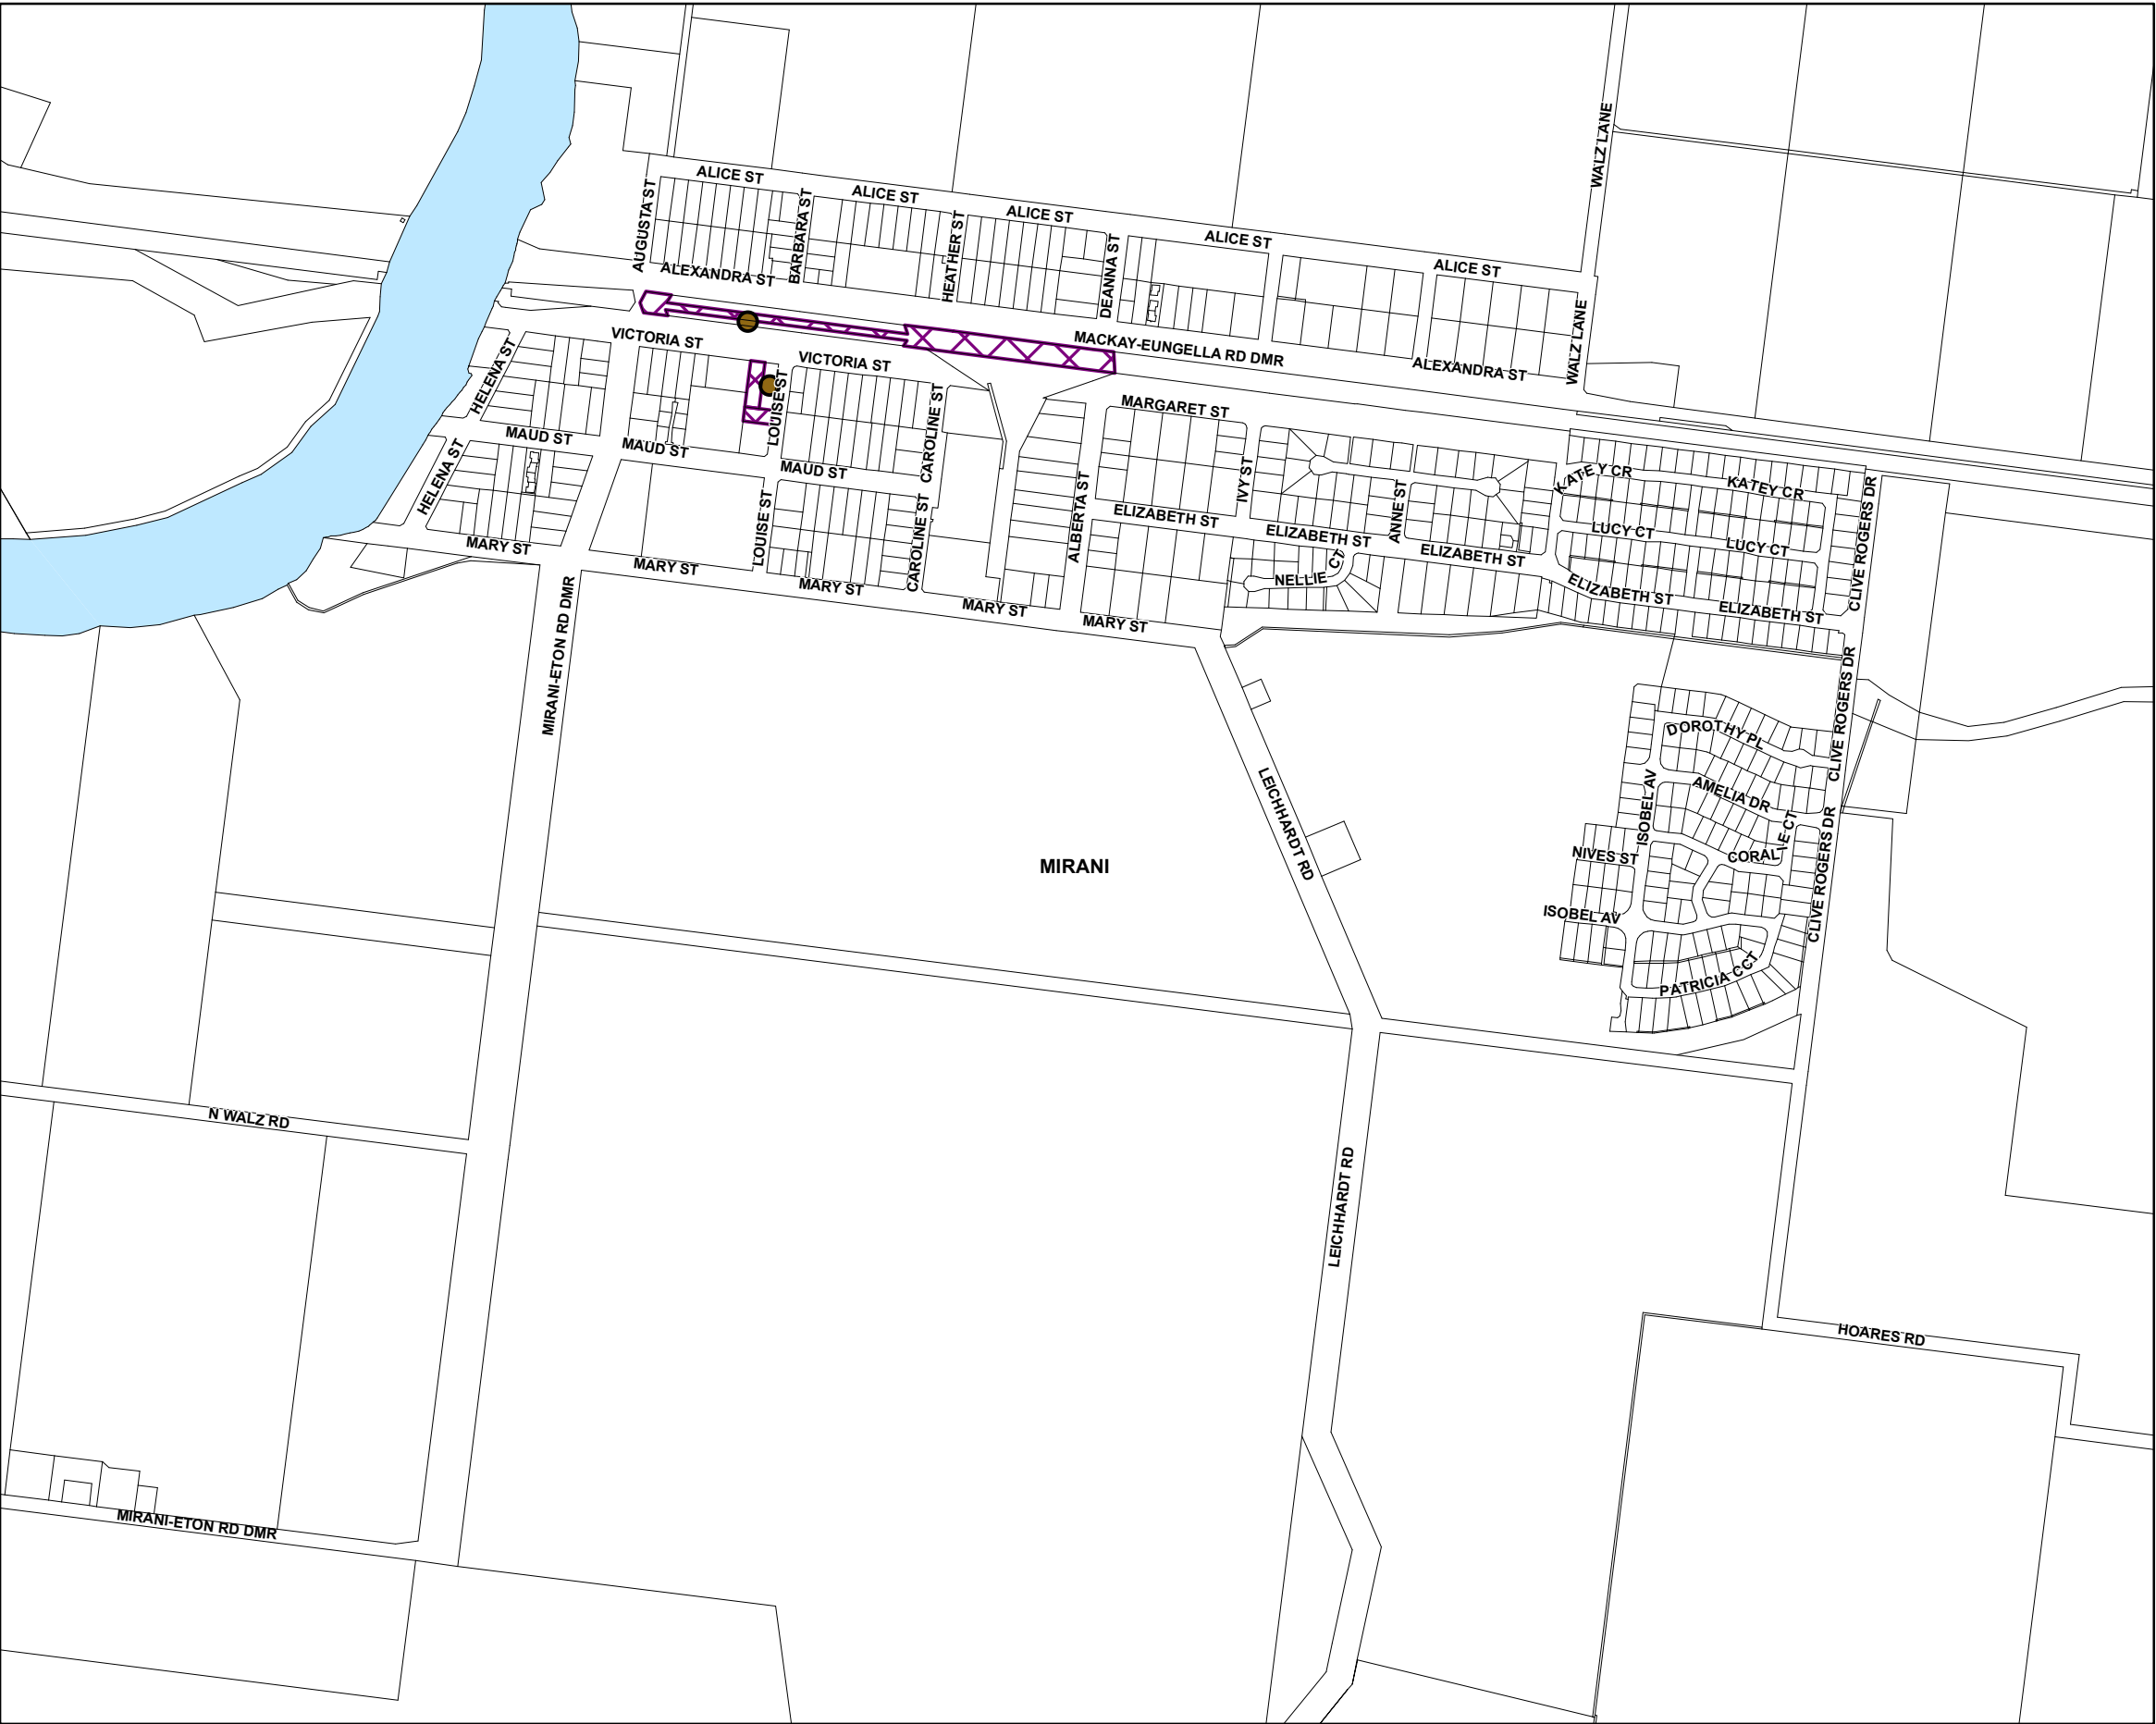 WALZ LANE
ALICE ST
ALICE ST
ALICE ST
ALICE ST
ALICE ST
AUGUSTA ST
BARBARA ST
HEATHER ST
DEANNA ST
ALEXANDRA ST
WALZ LANE
MACKAY-EUNGELLA RD DMR
ALEXANDRA ST
VICTORIA ST
VICTORIA ST
HELENA ST
LOUISE ST
CAROLINE ST
MARGARET ST
MAUD ST
MAUD ST
MAUD ST
HELENA ST
IVY ST
ANNE ST
KATEY CR
KATEY CR
CLIVE ROGERS DR
LOUISE ST
CAROLINE ST
ALBERTA ST
ELIZABETH ST
ELIZABETH ST
ELIZABETH ST
LUCY CT
LUCY CT
MARY ST
MARY ST
MARY ST
MARY ST
MARY ST
NELLIE CT
ELIZABETH ST
ELIZABETH ST
MIRANI-ETON RD DMR
CLIVE ROGERS DR
DOROTHY PL
AMELIA DR
ISOBEL AV
LEICHHARDT RD
MIRANI
NIVES ST
CORALIE CT
CLIVE ROGERS DR
ISOBEL AV
PATRICIA CCT
N WALZ RD
LEICHHARDT RD
HOARES RD
MIRANI-ETON RD DMR